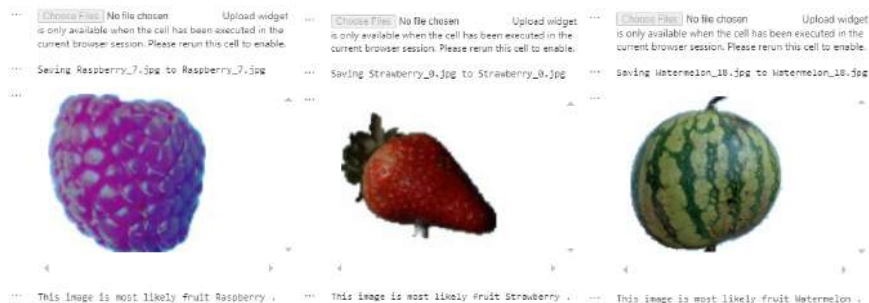 Choose Files No file chosen Upload widget
is only available when the cell has been executed in the
current browser session. Please rerun this cell to enable.
Saving Raspberry_7.jpg to Raspberry_7.jpg
This image is most likely fruit Raspberry .
Choose Files No file chosen Upload widget
is only available when the cell has been executed in the
current browser session. Please rerun this cell to enable.
Saving Strawberry_0.jpg to Strawberry_0.jpg
This image is most likely fruit Strawberry .
Choose Files No file chosen Upload widget
is only available when the cell has been executed in the
current browser session. Please rerun this cell to enable.
Saving Watermelon_18.jpg to Watermelon_18.jpg
This image is most likely fruit Watermelon .